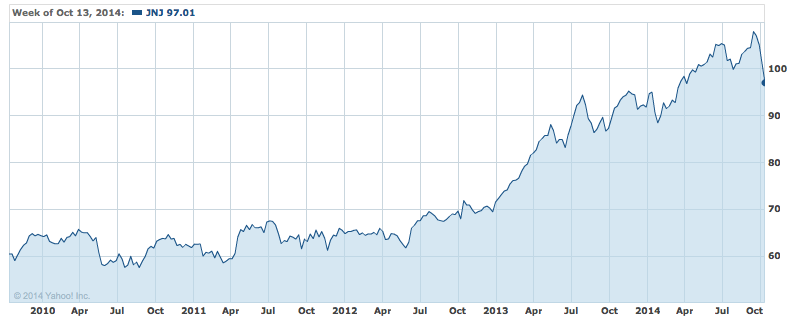 Week of Oct 13, 2014: JNJ 97.01
100
90
80
70
60
© 2014 Yahoo! Inc.
2010 Apr Jul Oct 2011 Apr Jul Oct 2012 Apr Jul Oct 2013 Apr Jul Oct 2014 Apr Jul Oct